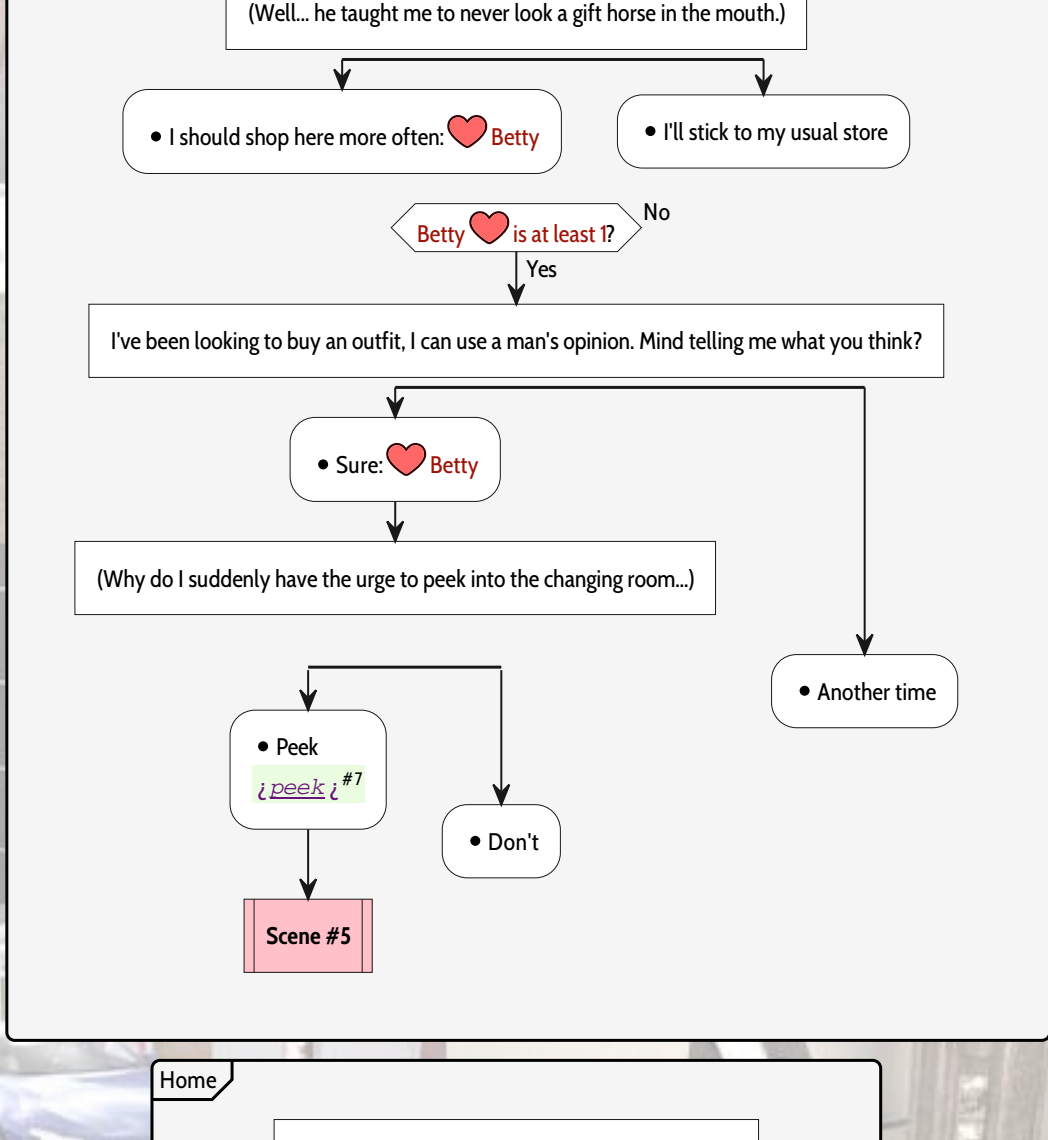 (Well... he taught me to never look a gift horse in the mouth.)
• I should shop here more often: Betty
• I'll stick to my usual store
Betty is at least 1?
No
Yes
I've been looking to buy an outfit, I can use a man's opinion. Mind telling me what you think?
• Sure: Betty
(Why do I suddenly have the urge to peek into the changing room...)
• Another time
• Peek
¿peek¿ #7
• Don't
Scene #5
Home